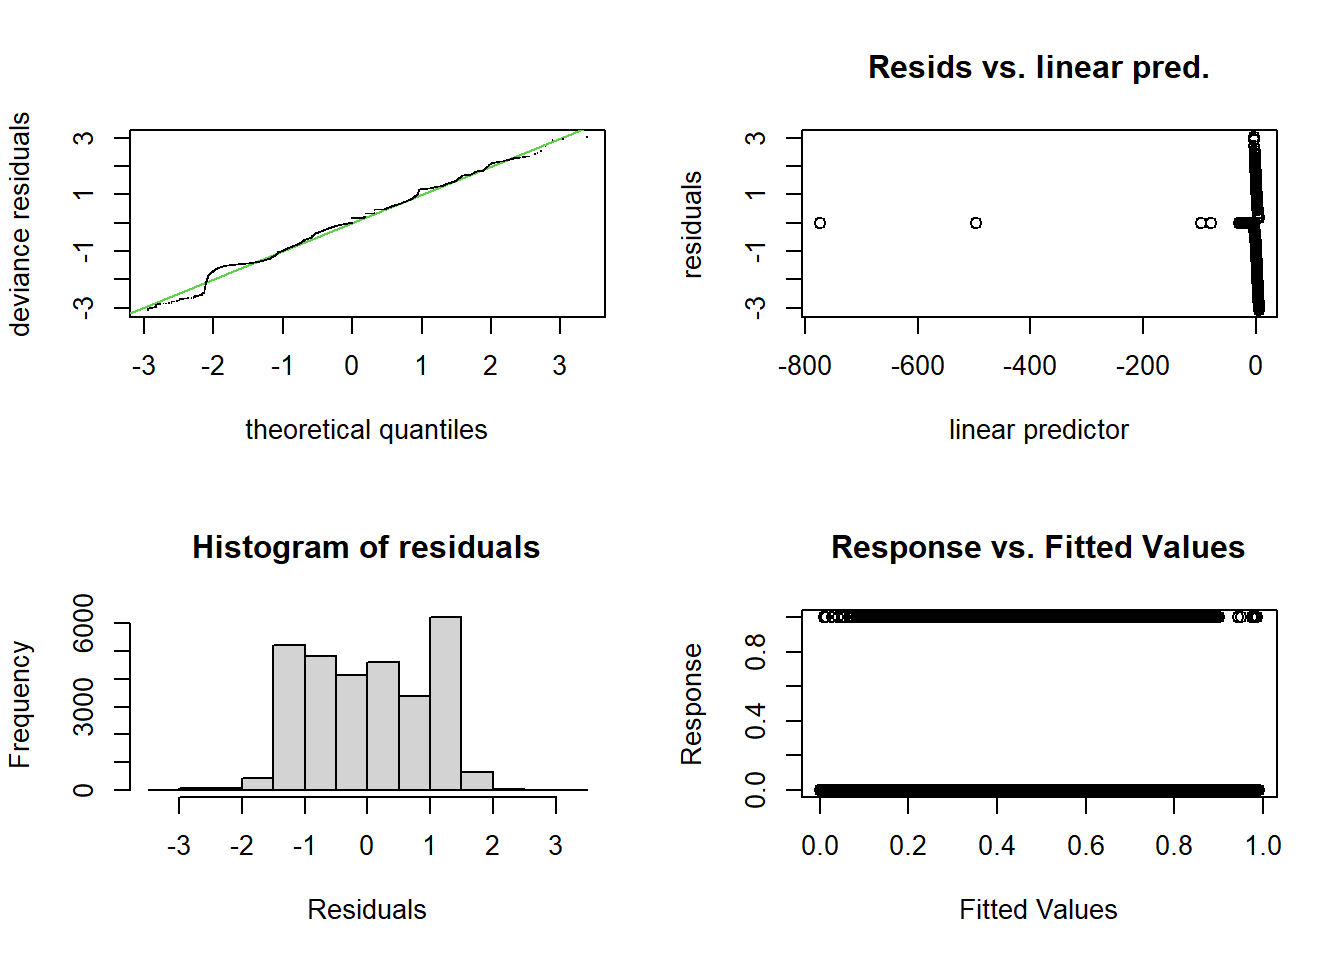 deviance residuals
3
1
-1
-3
-3 -2 -1 0 1 2 3
theoretical quantiles
Resids vs. linear pred.
residuals
3
1
-1
-3
-800 -600 -400 -200 0
linear predictor
Histogram of residuals
Frequency
6000
3000
0
-3 -2 -1 0 1 2 3
Residuals
Response vs. Fitted Values
Response
0.8
0.4
0.0
0.0 0.2 0.4 0.6 0.8 1.0
Fitted Values